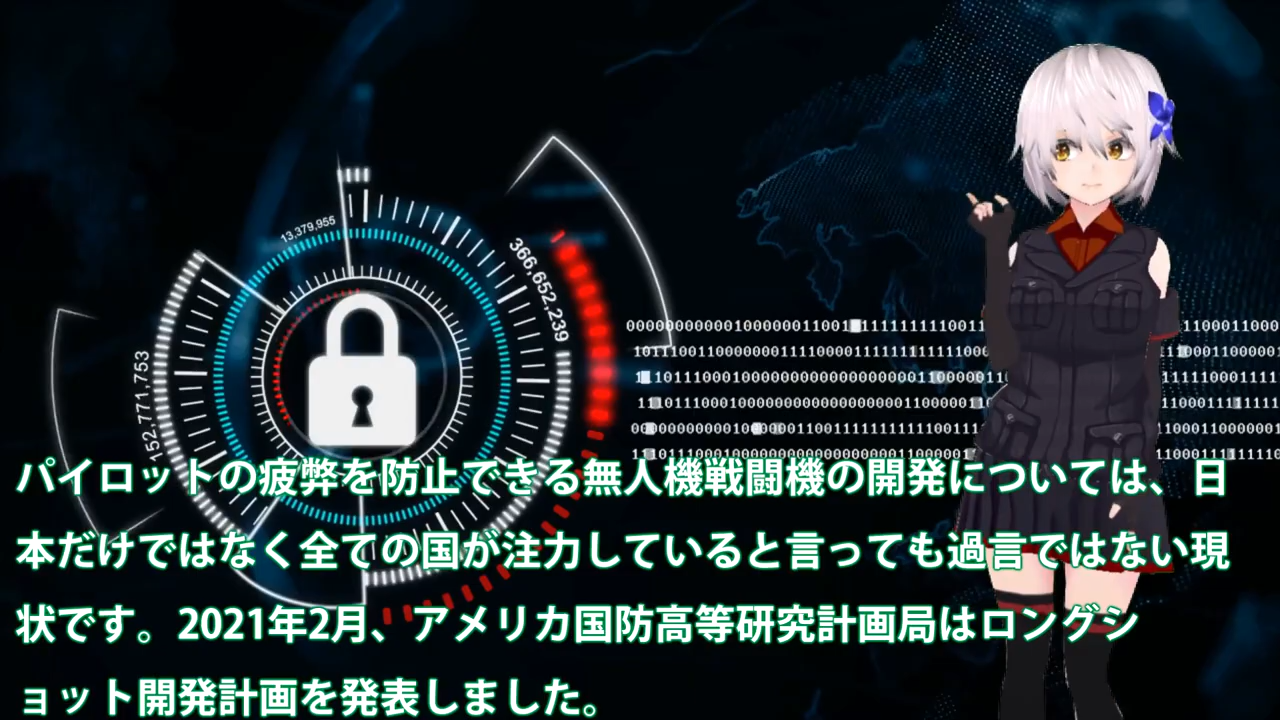 13,379,955
366,652,239
152,771,753
パイロットの疲弊を防止できる無人機戦闘機の開発については、日
本だけではなく全ての国が注力していると言っても過言ではない現
状です。2021年2月、アメリカ国防高等研究計画局はロングシ
ョット開発計画を発表しました。